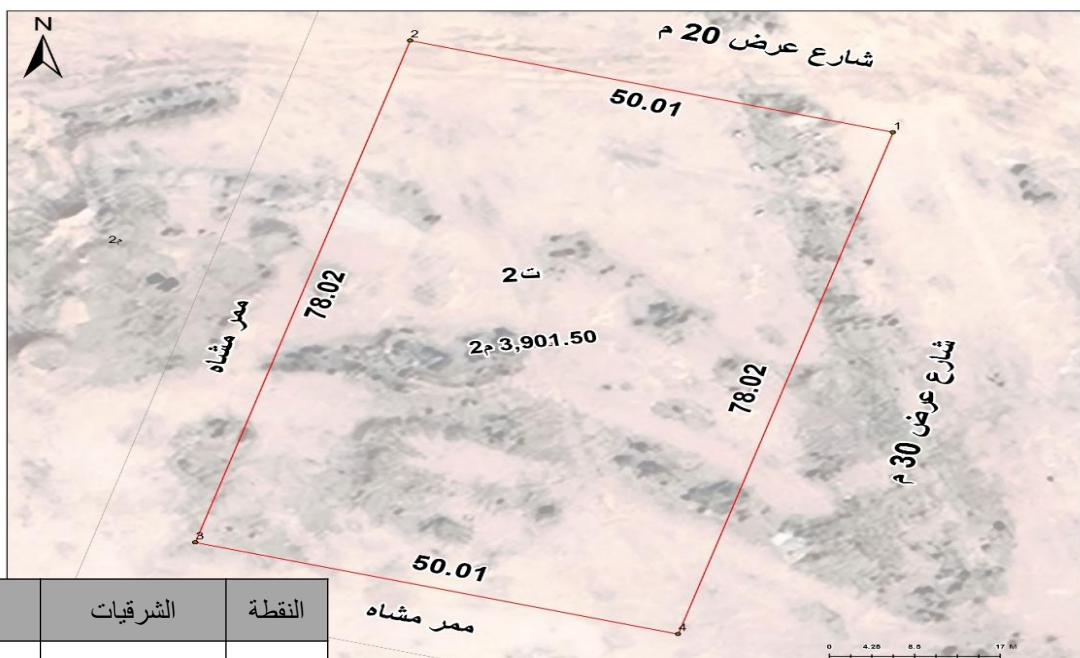 N
2
شارع عرض 20 م
50.01
1
م2
ت2
78.02
ممر مشاه
3,901.50 م2
78.02
شارع عرض 30 م
3
50.01
ممر مشاه
4
النقطة
الشرقيات
0 4.25 8.5 17 M